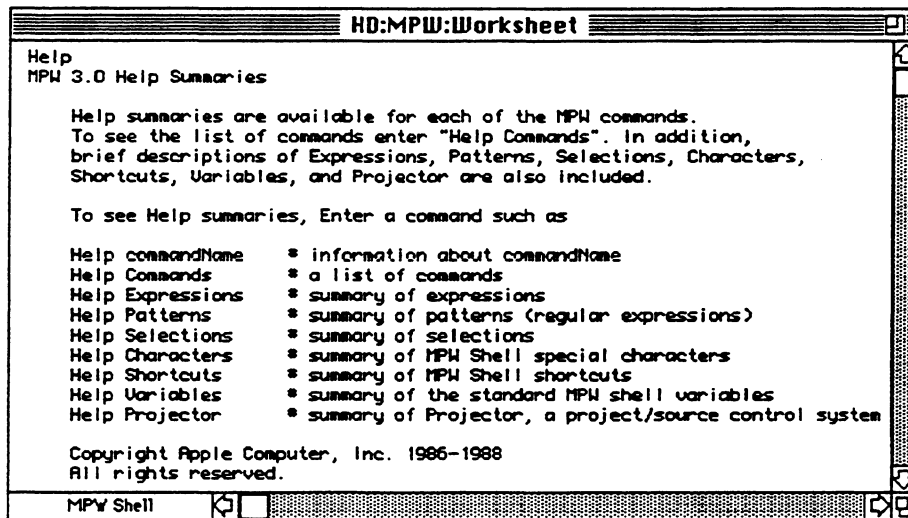 HD:MPW:Worksheet
Help
MPW 3.0 Help Summaries
Help summaries are available for each of the MPW commands.
To see the list of commands enter "Help Commands". In addition,
brief descriptions of Expressions, Patterns, Selections, Characters,
Shortcuts, Variables, and Projector are also included.
To see Help summaries, Enter a command such as
Help commandName # information about commandName
Help Commands # a list of commands
Help Expressions # summary of expressions
Help Patterns # summary of patterns (regular expressions)
Help Selections # summary of selections
Help Characters # summary of MPW Shell special characters
Help Shortcuts # summary of MPW Shell shortcuts
Help Variables # summary of the standard MPW shell variables
Help Projector # summary of Projector, a project/source control system
Copyright Apple Computer, Inc. 1986-1988
All rights reserved.
MPW Shell